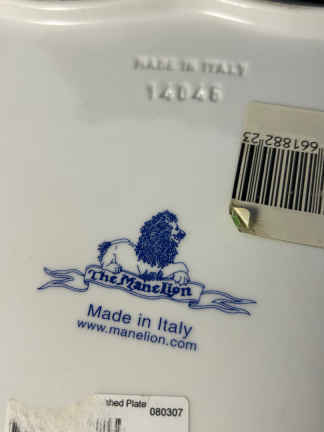 MADE IN ITALY
14046
661882 23
The Manelion
Made in Italy
www.manelion.com
hed Plate
080307